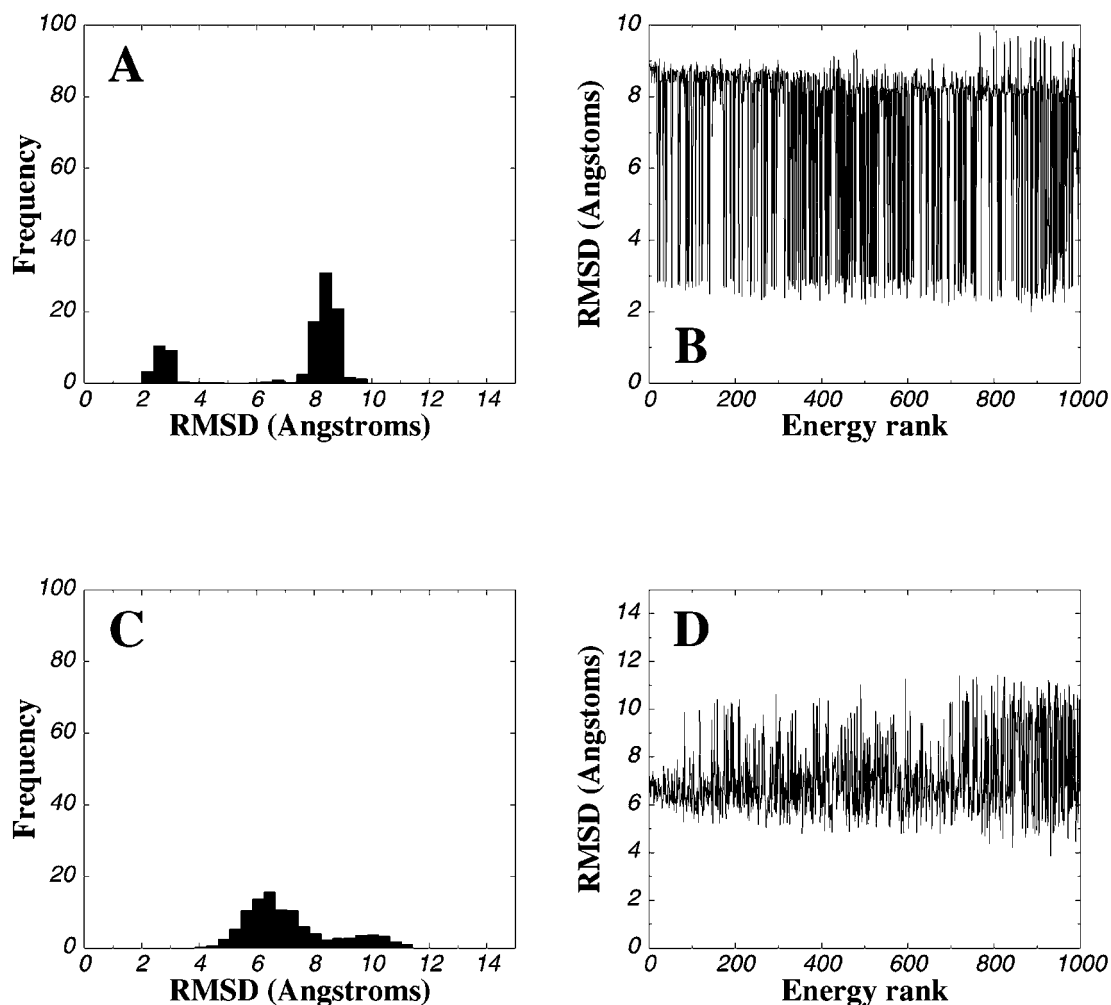 A
100
80
60
40
20
0
Frequency
0 2 4 6 8 10 12 14
RMSD (Angstroms)
B
10
8
6
4
2
0
RMSD (Angstoms)
0 200 400 600 800 1000
Energy rank
C
100
80
60
40
20
0
Frequency
0 2 4 6 8 10 12 14
RMSD (Angstroms)
D
14
12
10
8
6
4
2
0
RMSD (Angstoms)
0 200 400 600 800 1000
Energy rank